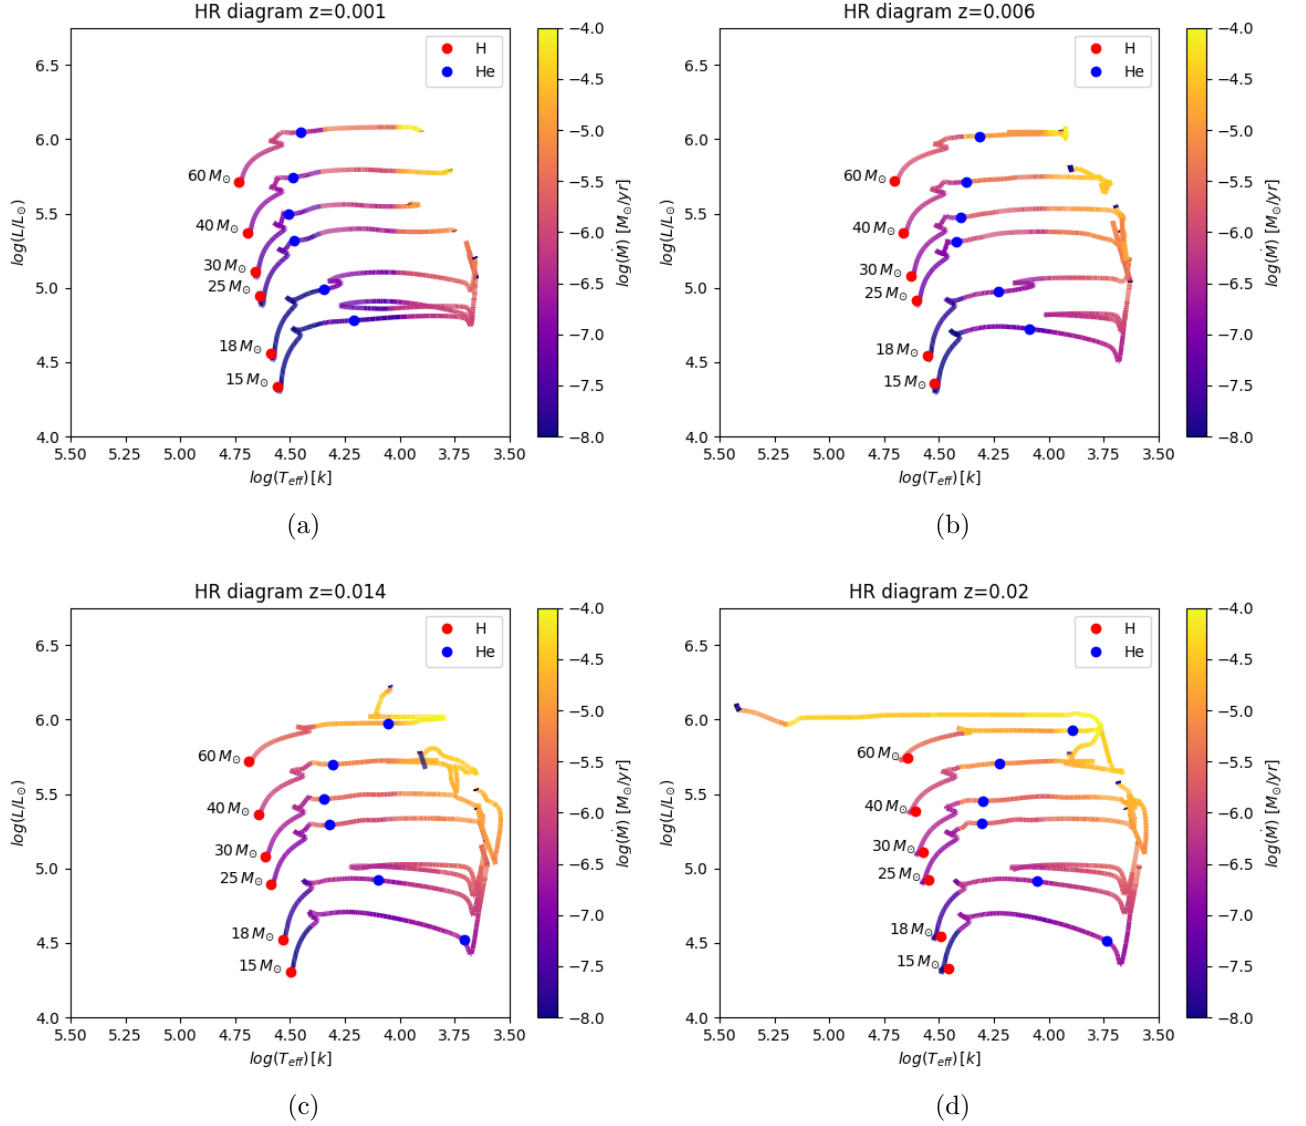 HR diagram z=0.001
6.5
6.0
5.5
5.0
4.5
4.0
log(L/L⊙)
H
He
60 M⊙
40 M⊙
30 M⊙
25 M⊙
18 M⊙
15 M⊙
5.50 5.25 5.00 4.75 4.50 4.25 4.00 3.75 3.50
log(Teff) [k]
−4.0
−4.5
−5.0
−5.5
−6.0
−6.5
−7.0
−7.5
−8.0
log(Ṁ) [M⊙/yr]
(a)
HR diagram z=0.006
6.5
6.0
5.5
5.0
4.5
4.0
log(L/L⊙)
H
He
60 M⊙
40 M⊙
30 M⊙
25 M⊙
18 M⊙
15 M⊙
5.50 5.25 5.00 4.75 4.50 4.25 4.00 3.75 3.50
log(Teff) [k]
−4.0
−4.5
−5.0
−5.5
−6.0
−6.5
−7.0
−7.5
−8.0
log(Ṁ) [M⊙/yr]
(b)
HR diagram z=0.014
6.5
6.0
5.5
5.0
4.5
4.0
log(L/L⊙)
H
He
60 M⊙
40 M⊙
30 M⊙
25 M⊙
18 M⊙
15 M⊙
5.50 5.25 5.00 4.75 4.50 4.25 4.00 3.75 3.50
log(Teff) [k]
−4.0
−4.5
−5.0
−5.5
−6.0
−6.5
−7.0
−7.5
−8.0
log(Ṁ) [M⊙/yr]
(c)
HR diagram z=0.02
6.5
6.0
5.5
5.0
4.5
4.0
log(L/L⊙)
H
He
60 M⊙
40 M⊙
30 M⊙
25 M⊙
18 M⊙
15 M⊙
5.50 5.25 5.00 4.75 4.50 4.25 4.00 3.75 3.50
log(Teff) [k]
−4.0
−4.5
−5.0
−5.5
−6.0
−6.5
−7.0
−7.5
−8.0
log(Ṁ) [M⊙/yr]
(d)